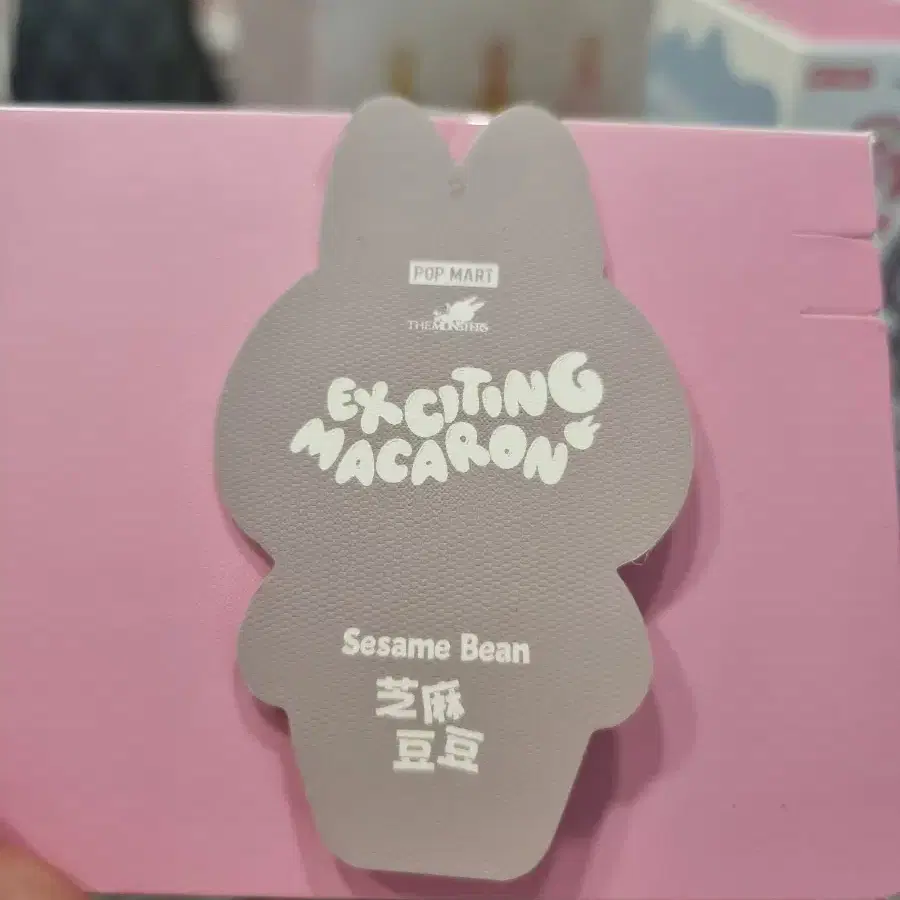 POP MART
THE MONSTERS
EXCITING
MACARON
Sesame Bean
芝麻
豆豆